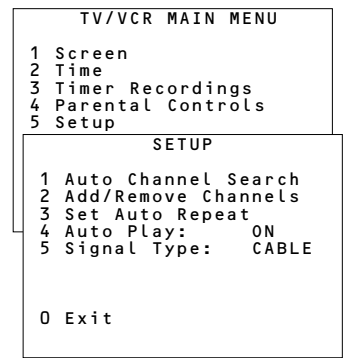 TV/VCR MAIN MENU
1 Screen
2 Time
3 Timer Recordings
4 Parental Controls
5 Setup
SETUP
1 Auto Channel Search
2 Add/Remove Channels
3 Set Auto Repeat
4 Auto Play: ON
5 Signal Type: CABLE
0 Exit